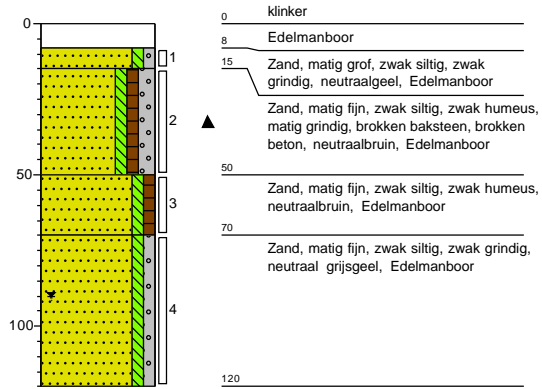 0
50
100
1
2
3
4
0
klinker
8
Edelmanboor
15
Zand, matig grof, zwak siltig, zwak
grindig, neutraalgeel, Edelmanboor
Zand, matig fijn, zwak siltig, zwak humeus,
matig grindig, brokken baksteen, brokken
beton, neutraalbruin, Edelmanboor
50
Zand, matig fijn, zwak siltig, zwak humeus,
neutraalbruin, Edelmanboor
70
Zand, matig fijn, zwak siltig, zwak grindig,
neutraal grijsgeel, Edelmanboor
120